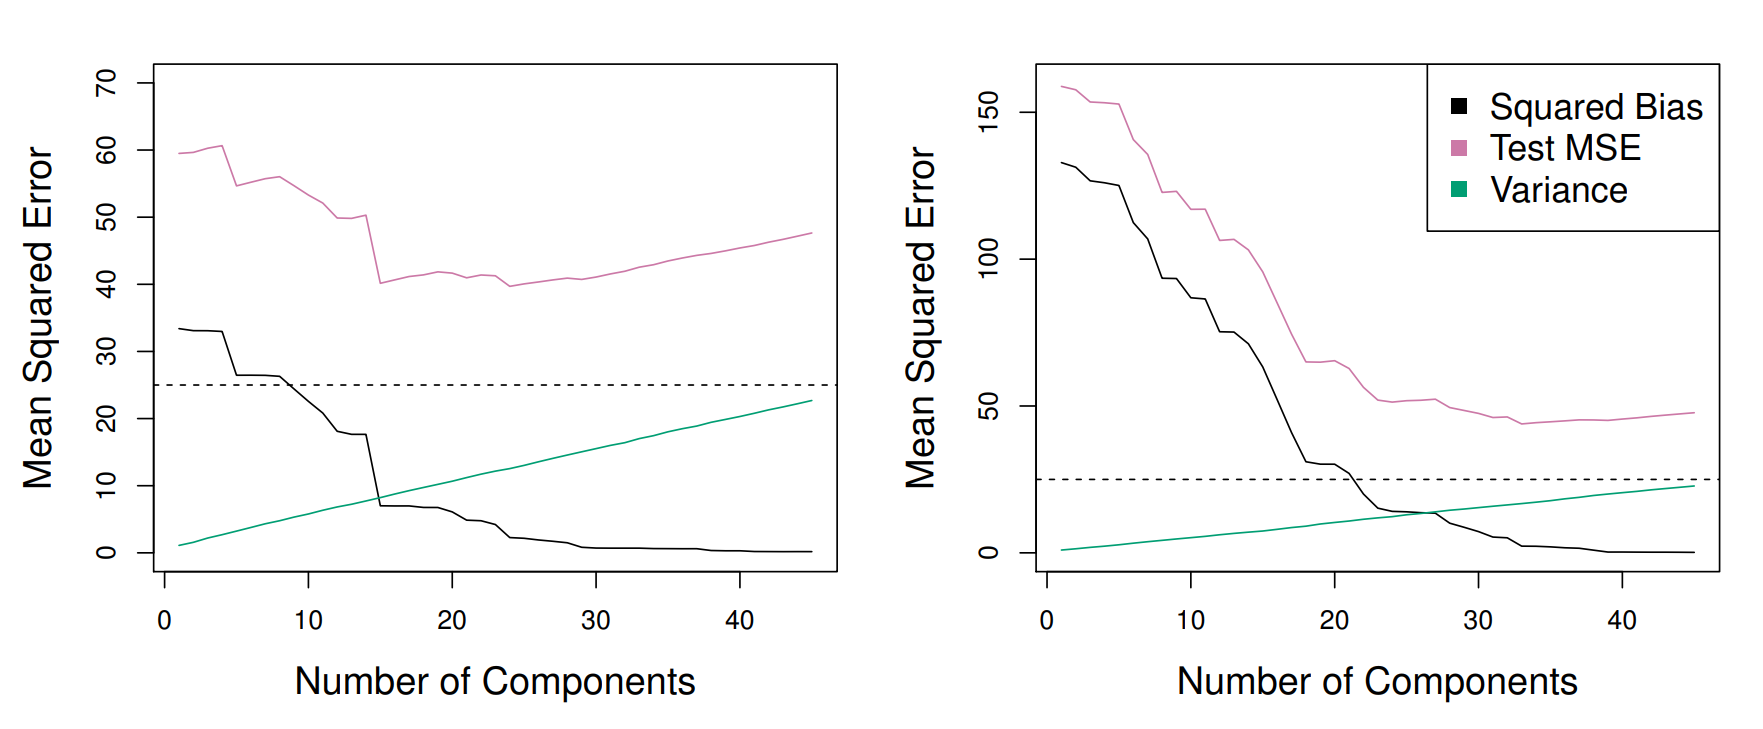 Mean Squared Error
70
60
50
40
30
20
10
0
0 10 20 30 40
Number of Components
Mean Squared Error
150
100
50
0
0 10 20 30 40
Number of Components
Squared Bias
Test MSE
Variance